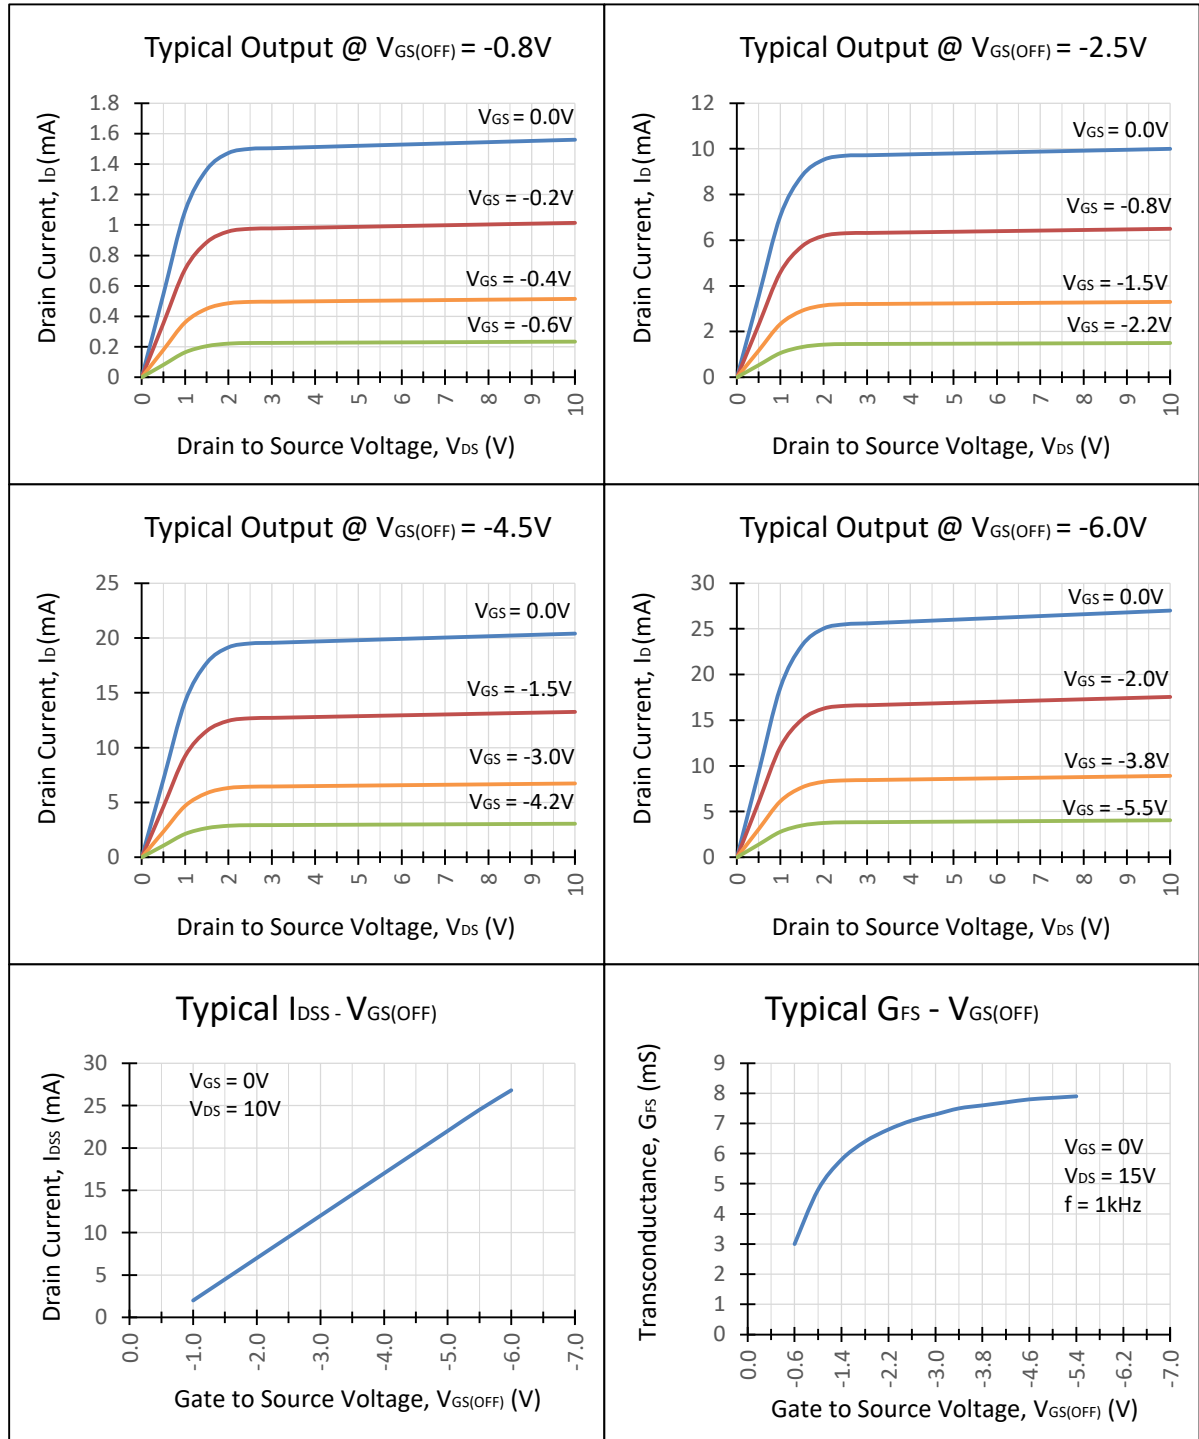 Typical Output @ VGS(OFF) = -0.8V
Drain Current, ID(mA)
1.8
1.6
1.4
1.2
1
0.8
0.6
0.4
0.2
0
VGS = 0.0V
VGS = -0.2V
VGS = -0.4V
VGS = -0.6V
0 1 2 3 4 5 6 7 8 9 10
Drain to Source Voltage, VDS (V)
Typical Output @ VGS(OFF) = -2.5V
Drain Current, ID(mA)
12
10
8
6
4
2
0
VGS = 0.0V
VGS = -0.8V
VGS = -1.5V
VGS = -2.2V
0 1 2 3 4 5 6 7 8 9 10
Drain to Source Voltage, VDS (V)
Typical Output @ VGS(OFF) = -4.5V
Drain Current, ID(mA)
25
20
15
10
5
0
VGS = 0.0V
VGS = -1.5V
VGS = -3.0V
VGS = -4.2V
0 1 2 3 4 5 6 7 8 9 10
Drain to Source Voltage, VDS (V)
Typical Output @ VGS(OFF) = -6.0V
Drain Current, ID(mA)
30
25
20
15
10
5
0
VGS = 0.0V
VGS = -2.0V
VGS = -3.8V
VGS = -5.5V
0 1 2 3 4 5 6 7 8 9 10
Drain to Source Voltage, VDS (V)
Typical IDSS - VGS(OFF)
Drain Current, IDSS (mA)
30
25
20
15
10
5
0
VGS = 0V
VDS = 10V
0.0 -1.0 -2.0 -3.0 -4.0 -5.0 -6.0 -7.0
Gate to Source Voltage, VGS(OFF) (V)
Typical GFS - VGS(OFF)
Transconductance, GFS (mS)
9
8
7
6
5
4
3
2
1
0
VGS = 0V
VDS = 15V
f = 1kHz
0.0 -0.6 -1.4 -2.2 -3.0 -3.8 -4.6 -5.4 -6.2 -7.0
Gate to Source Voltage, VGS(OFF) (V)